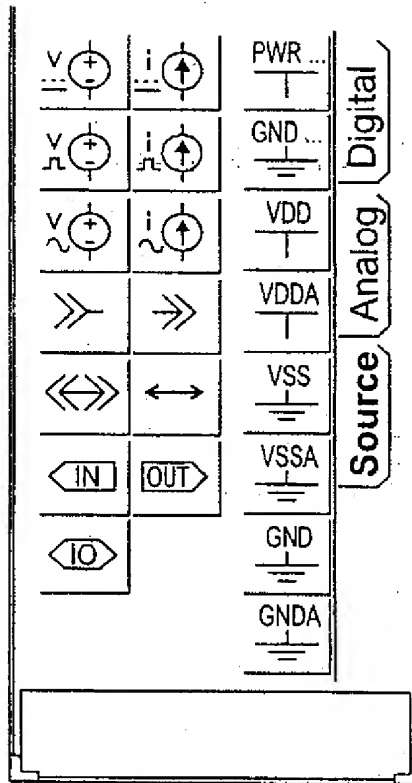 V
i
PWR ...
V
i
GND ...
V
i
VDD
VDDA
VSS
IN
OUT
VSSA
IO
GND
GNDA
Digital
Analog
Source